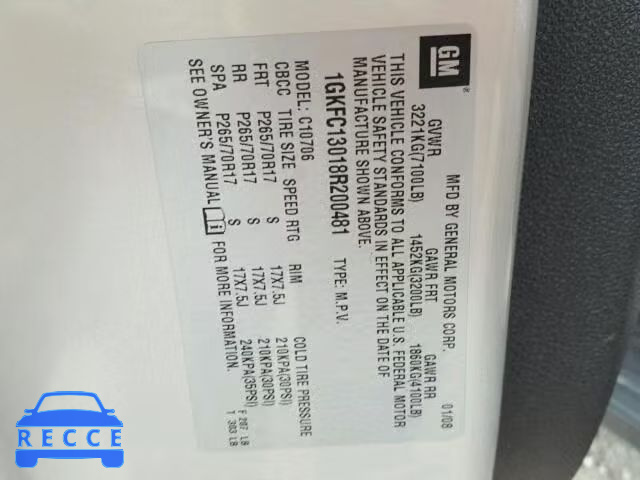 GM
MFD BY GENERAL MOTORS CORP. 01/08
GVWR GAWR FRT GAWR RR
3221KG(7100LB) 1452KG(3200LB) 1860KG(4100LB)
THIS VEHICLE CONFORMS TO ALL APPLICABLE U.S. FEDERAL MOTOR
VEHICLE SAFETY STANDARDS IN EFFECT ON THE DATE OF
MANUFACTURE SHOWN ABOVE.
1GKFC13018R200481 TYPE: M.P.V.
MODEL: C10706
CBCC TIRE SIZE SPEED RTG RIM COLD TIRE PRESSURE
FRT P265/70R17 S 17X7.5J 210KPA(30PSI)
RR P265/70R17 S 17X7.5J 210KPA(30PSI)
SPA P265/70R17 S 17X7.5J 240KPA(35PSI)
SEE OWNER'S MANUAL FOR MORE INFORMATION.
F 287 LB
T 303 LB
RECCE